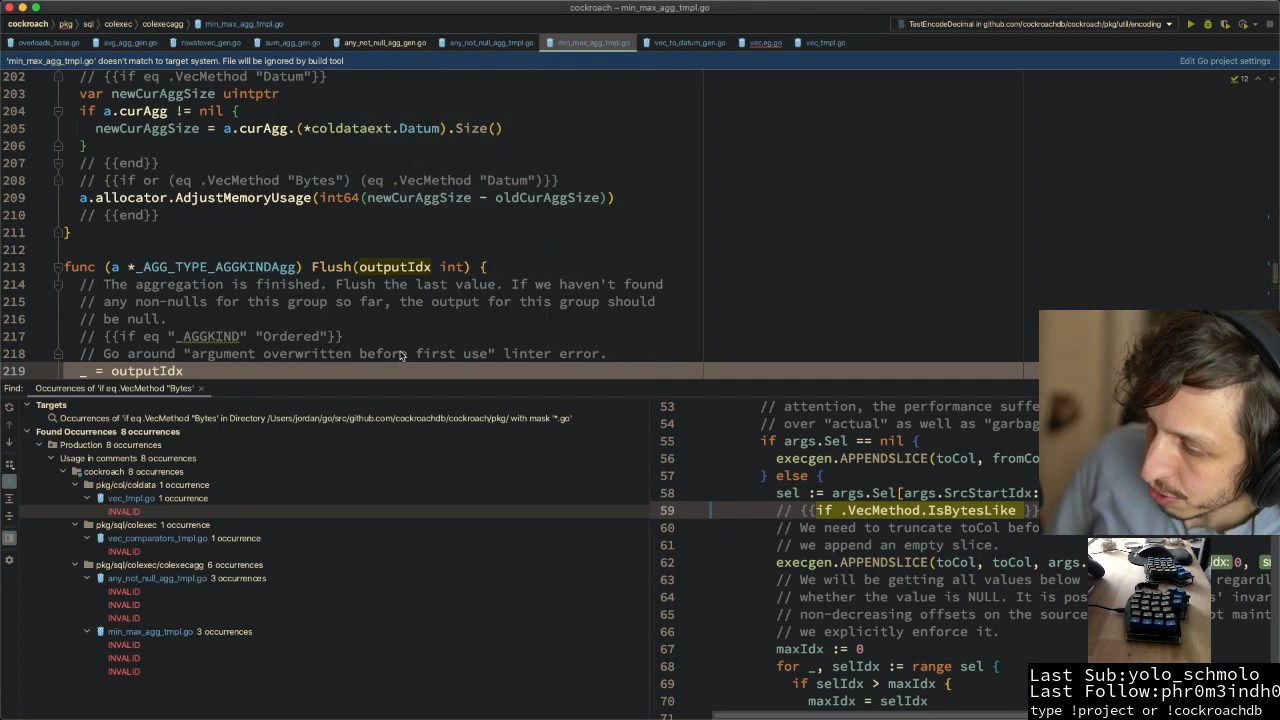 cockroach – min_max_agg_tmpl.go
cockroach › pkg › sql › colexec › colexecagg › min_max_agg_tmpl.go
TestEncodeDecimal in github.com/cockroachdb/cockroach/pkg/util/encoding
overloads_base.go avg_agg_gen.go rowstovec_gen.go sum_agg_gen.go any_not_null_agg_gen.go any_not_null_agg_tmpl.go min_max_agg_tmpl.go vec_to_datum_gen.go vec.eg.go vec_tmpl.go
'min_max_agg_tmpl.go' doesn't match to target system. File will be ignored by build tool Edit Go project settings
202 // {{if eq .VecMethod "Datum"}}
12
203 var newCurAggSize uintptr
204 if a.curAgg != nil {
205 newCurAggSize = a.curAgg.(*coldataext.Datum).Size()
206 }
207 // {{end}}
208 // {{if or (eq .VecMethod "Bytes") (eq .VecMethod "Datum")}}
209 a.allocator.AdjustMemoryUsage(int64(newCurAggSize - oldCurAggSize))
210 // {{end}}
211 }
212
213 func (a *_AGG_TYPE_AGGKINDAgg) Flush(outputIdx int) {
214 // The aggregation is finished. Flush the last value. If we haven't found
215 // any non-nulls for this group so far, the output for this group should
216 // be null.
217 // {{if eq "_AGGKIND" "Ordered"}}
218 // Go around "argument overwritten before first use" linter error.
219 _ = outputIdx
Find: Occurrences of 'if eq .VecMethod "Bytes' ×
Targets
Occurrences of 'if eq .VecMethod "Bytes' in Directory /Users/jordan/go/src/github.com/cockroachdb/cockroach/pkg/ with mask '*.go'
Found Occurrences 8 occurrences
Production 8 occurrences
Usage in comments 8 occurrences
cockroach 8 occurrences
pkg/col/coldata 1 occurrence
vec_tmpl.go 1 occurrence
INVALID
pkg/sql/colexec 1 occurrence
vec_comparators_tmpl.go 1 occurrence
INVALID
pkg/sql/colexec/colexecagg 6 occurrences
any_not_null_agg_tmpl.go 3 occurrences
INVALID
INVALID
INVALID
min_max_agg_tmpl.go 3 occurrences
INVALID
INVALID
INVALID
53 // attention, the performance suffe
54 // over "actual" as well as "garbag
55 if args.Sel == nil {
56 execgen.APPENDSLICE(toCol, fromCo
57 } else {
58 sel := args.Sel[args.SrcStartIdx:
59 // {{if .VecMethod.IsBytesLike }}
60 // We need to truncate toCol befo
61 // we append an empty slice.
62 execgen.APPENDSLICE(toCol, toCol, args. Idx: 0,
63 // We will be getting all values below regardl
64 // whether the value is NULL. It is pos s' invar
65 // non-decreasing offsets on the source ot maint
66 // we explicitly enforce it.
67 maxIdx := 0
68 for _, selIdx := range sel {
69 if selIdx > maxIdx {
70 maxIdx = selIdx
71
Last Sub:yolo_schmolo
Last Follow:phr0m3indh0
type !project or !cockroachdb